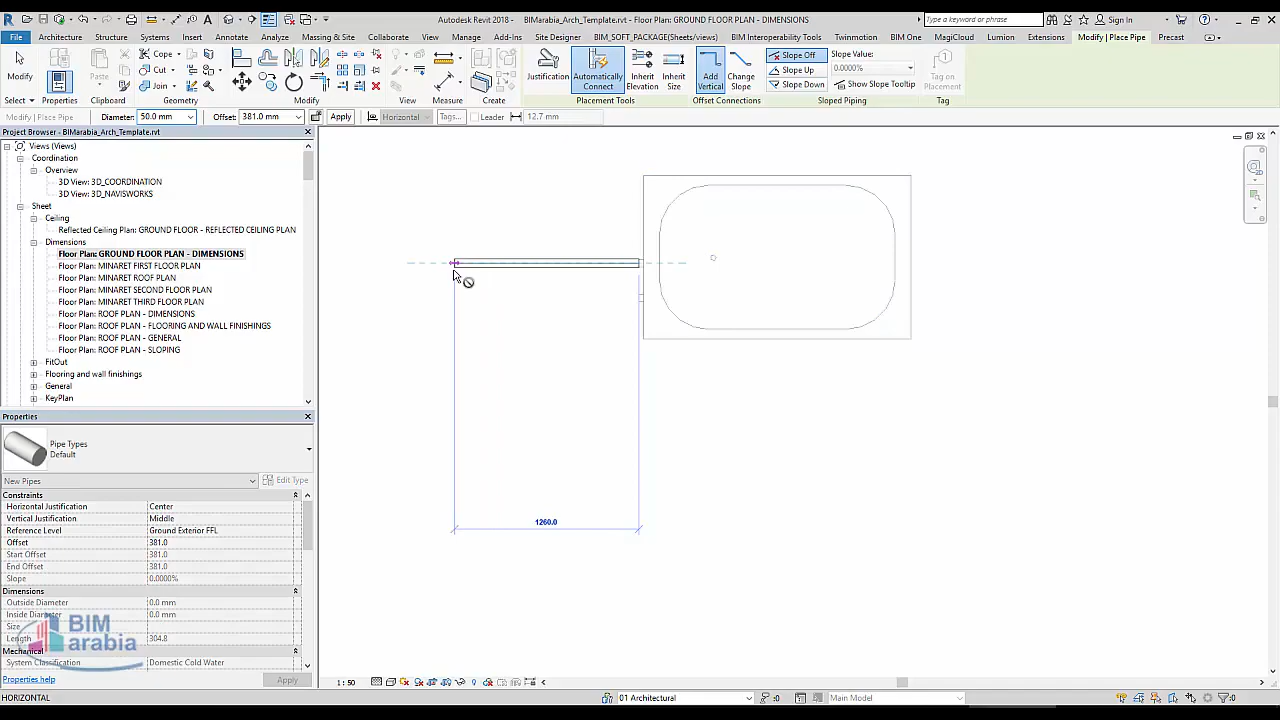 Autodesk Revit 2018 - BIMarabia_Arch_Template.rvt - Floor Plan: GROUND FLOOR PLAN - DIMENSIONS
Type a keyword or phrase
Sign In
File Architecture Structure Systems Insert Annotate Analyze Massing & Site Collaborate View Manage Add-Ins Site Designer BIM_SOFT_PACKAGE(Sheets/views) BIM Interoperability Tools Twinmotion BIM One MagiCloud Lumion Extensions Modify | Place Pipe Precast
Modify
Paste
Cope
Cut
Join
Justification
Automatically Connect
Inherit Elevation
Inherit Size
Add Vertical
Change Slope
Slope Off
Slope Up
Slope Down
Slope Value:
0.0000%
Show Slope Tooltip
Tag on Placement
Select Properties Clipboard Geometry Modify View Measure Create Placement Tools Offset Connections Sloped Piping Tag
Modify | Place Pipe Diameter: 50.0 mm Offset: 381.0 mm Apply Horizontal Tags... Leader 12.7 mm
Project Browser - BIMarabia_Arch_Template.rvt
Views (Views)
Coordination
Overview
3D View: 3D_COORDINATION
3D View: 3D_NAVISWORKS
Sheet
Ceiling
Reflected Ceiling Plan: GROUND FLOOR - REFLECTED CEILING PLAN
Dimensions
Floor Plan: GROUND FLOOR PLAN - DIMENSIONS
Floor Plan: MINARET FIRST FLOOR PLAN
Floor Plan: MINARET ROOF PLAN
Floor Plan: MINARET SECOND FLOOR PLAN
Floor Plan: MINARET THIRD FLOOR PLAN
Floor Plan: ROOF PLAN - DIMENSIONS
Floor Plan: ROOF PLAN - FLOORING AND WALL FINISHINGS
Floor Plan: ROOF PLAN - GENERAL
Floor Plan: ROOF PLAN - SLOPING
FitOut
Flooring and wall finishings
General
KeyPlan
Properties
Pipe Types
Default
New Pipes Edit Type
Constraints
Horizontal Justification Center
Vertical Justification Middle
Reference Level Ground Exterior FFL
Offset 381.0
Start Offset 381.0
End Offset 381.0
Slope 0.0000%
Dimensions
Outside Diameter 0.0 mm
Inside Diameter 0.0 mm
Size
Length 304.8
Mechanical
System Classification Domestic Cold Water
BIM
arabia
Properties help Apply
1260.0
1 : 50
HORIZONTAL
01 Architectural
:0
Main Model
:0